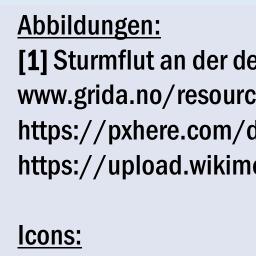 Abbildungen:
[1] Sturmflut an der de
www.grida.no/resourc
https://pxhere.com/d
https://upload.wikime
Icons: